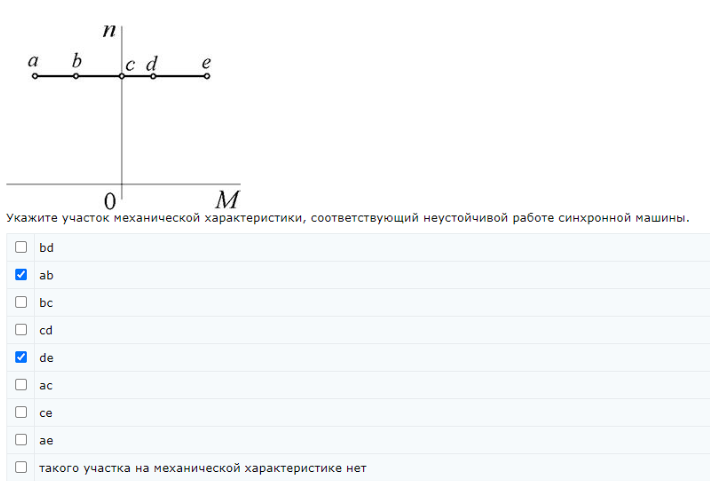 n
a b c d e
0 M
Укажите участок механической характеристики, соответствующий неустойчивой работе синхронной машины.
bd
ab
bc
cd
de
ac
ce
ae
такого участка на механической характеристике нет